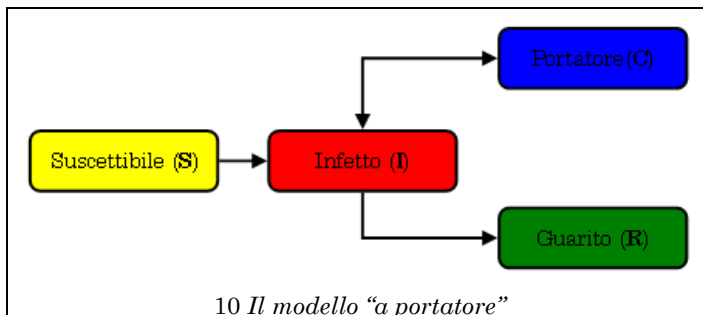 Portatore (C)
Suscettibile (S)
Infetto (I)
Guarito (R)
10 Il modello “a portatore”